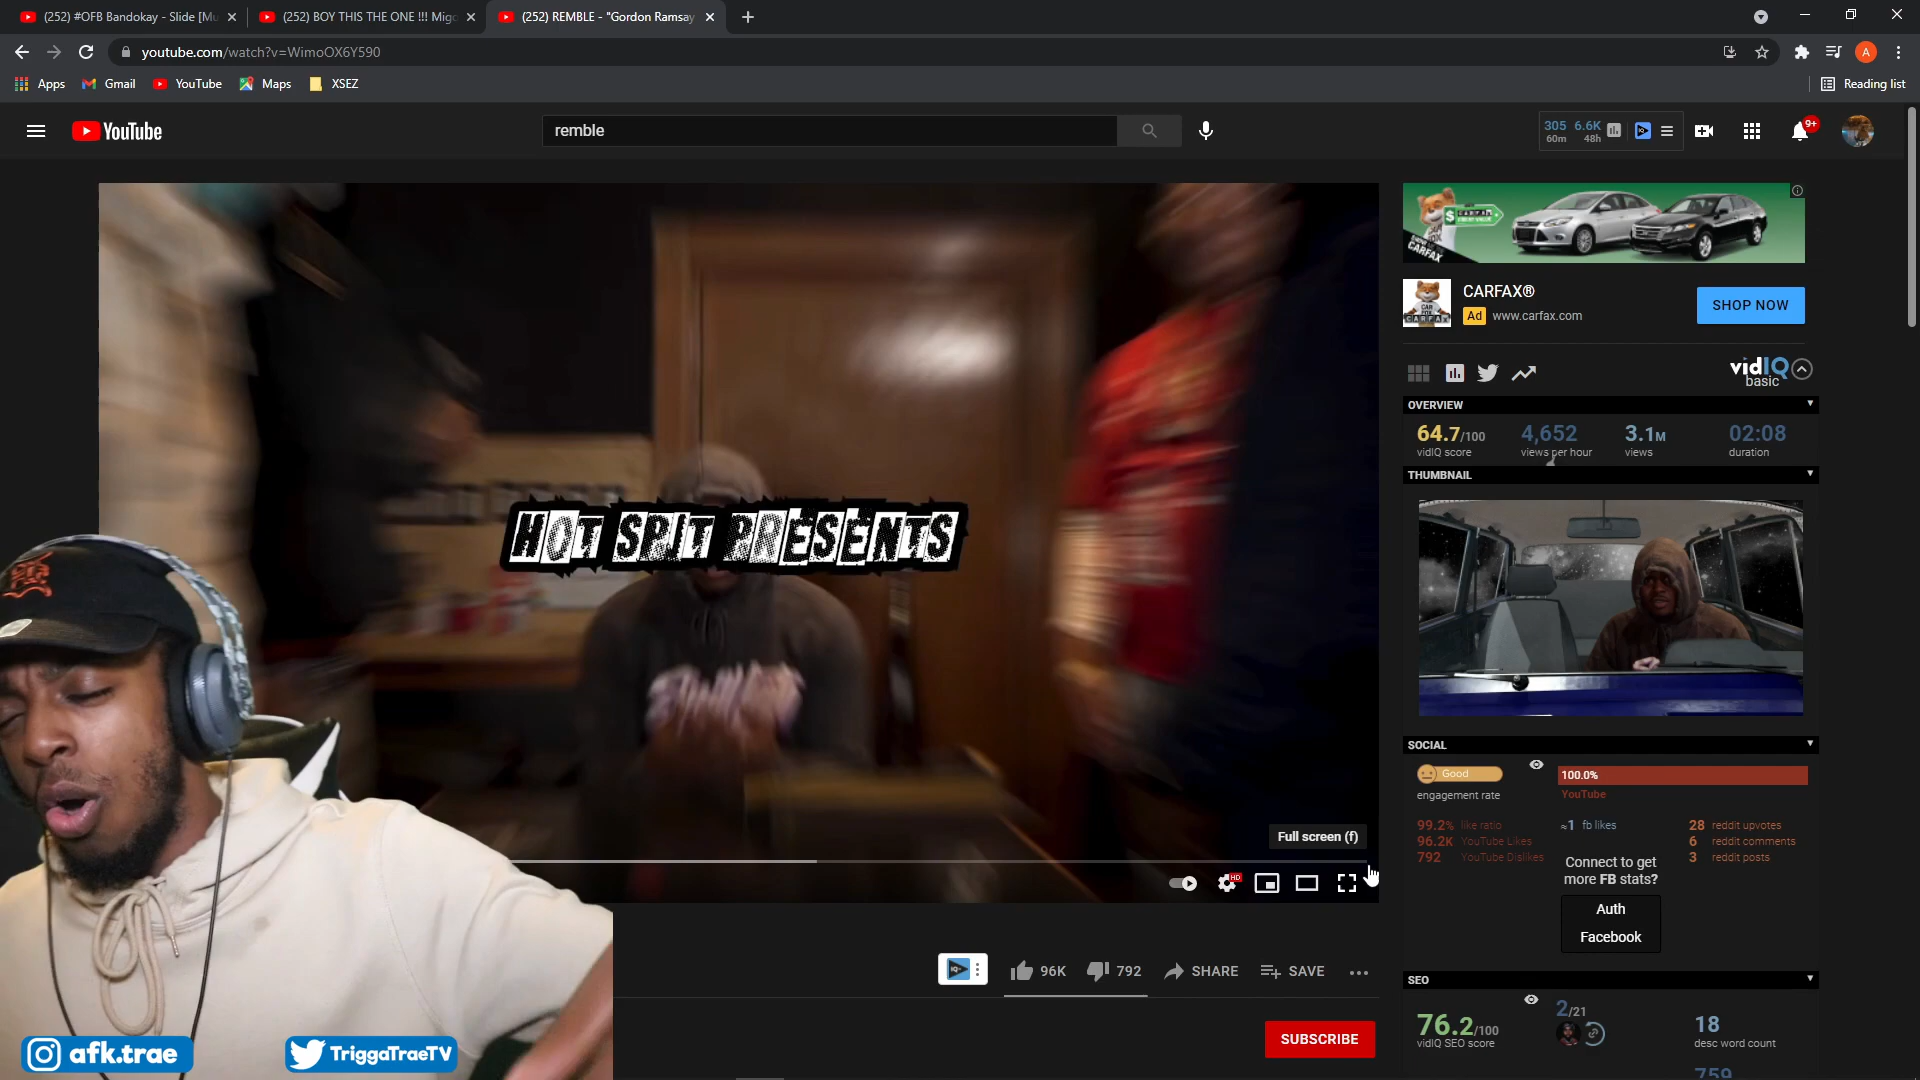 (252) #OFB Bandokay - Slide [Mu
(252) BOY THIS THE ONE !!! Migo
(252) REMBLE - "Gordon Ramsay
youtube.com/watch?v=WimoOX6Y590
A
Apps
Gmail
YouTube
Maps
XSEZ
Reading list
YouTube
remble
305
60m
6.6K
48h
9+
HOT SPIT PRESENTS
Full screen (f)
HD
96K
792
SHARE
SAVE
SUBSCRIBE
afk.trae
TriggaTraeTV
CARFAX
CARFAX®
Ad www.carfax.com
SHOP NOW
vidIQ
basic
OVERVIEW
64.7/100
vidIQ score
4,652
views per hour
3.1M
views
02:08
duration
THUMBNAIL
SOCIAL
Good
engagement rate
100.0%
YouTube
99.2% like ratio
96.2K YouTube Likes
792 YouTube Dislikes
≈1 fb likes
28 reddit upvotes
6 reddit comments
3 reddit posts
Connect to get
more FB stats?
Auth
Facebook
SEO
76.2/100
vidIQ SEO score
2/21
18
desc word count
759